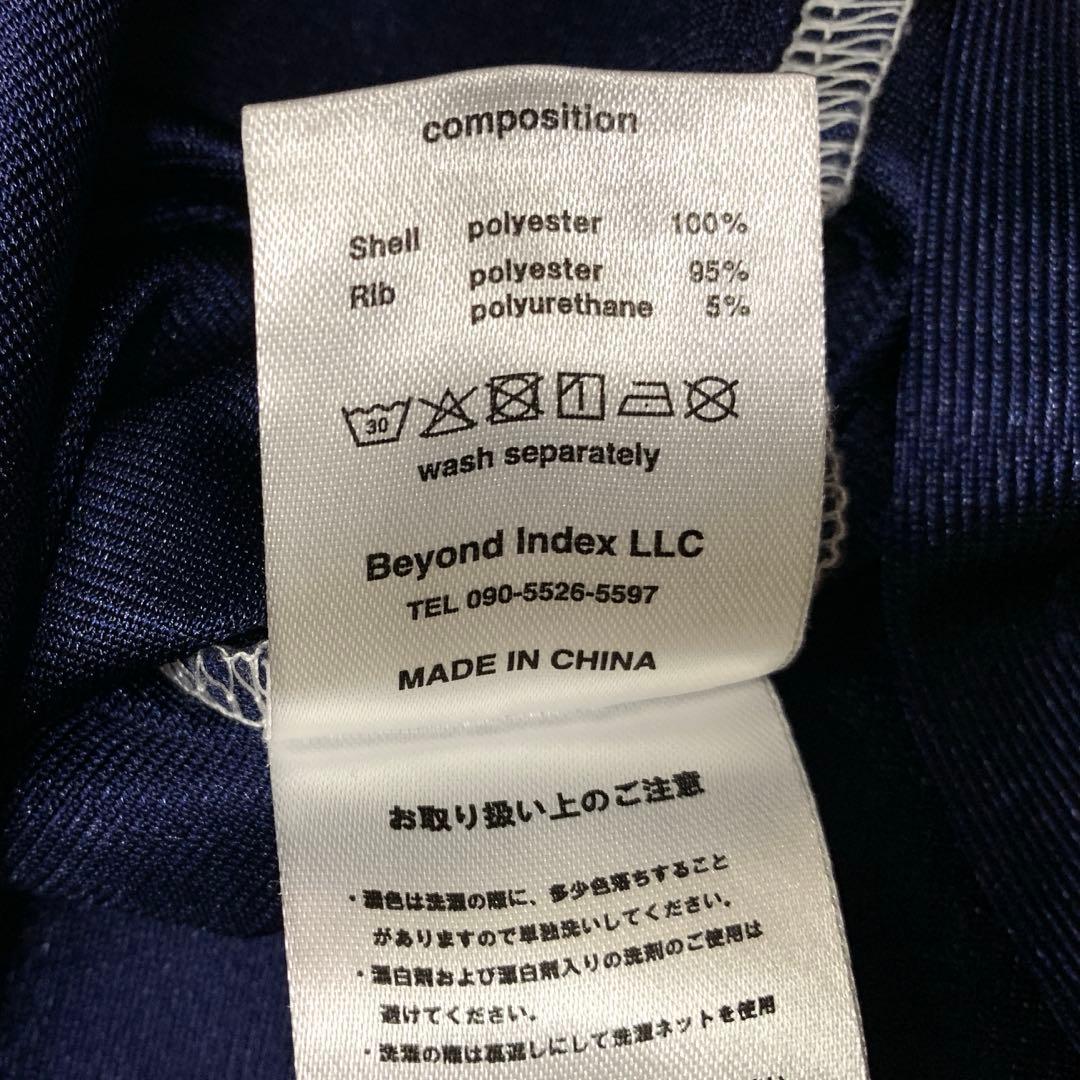 composition
Shell polyester 100%
Rib polyester 95%
polyurethane 5%
30 1
wash separately
Beyond Index LLC
TEL 090-5526-5597
MADE IN CHINA
お取り扱い上のご注意
・濃色は洗濯の際に、多少色落ちすること
がありますので単独洗いしてください。
・漂白剤および漂白剤入りの洗剤のご使用は
避けてください。
・洗濯の際は裏返しにして洗濯ネットを使用